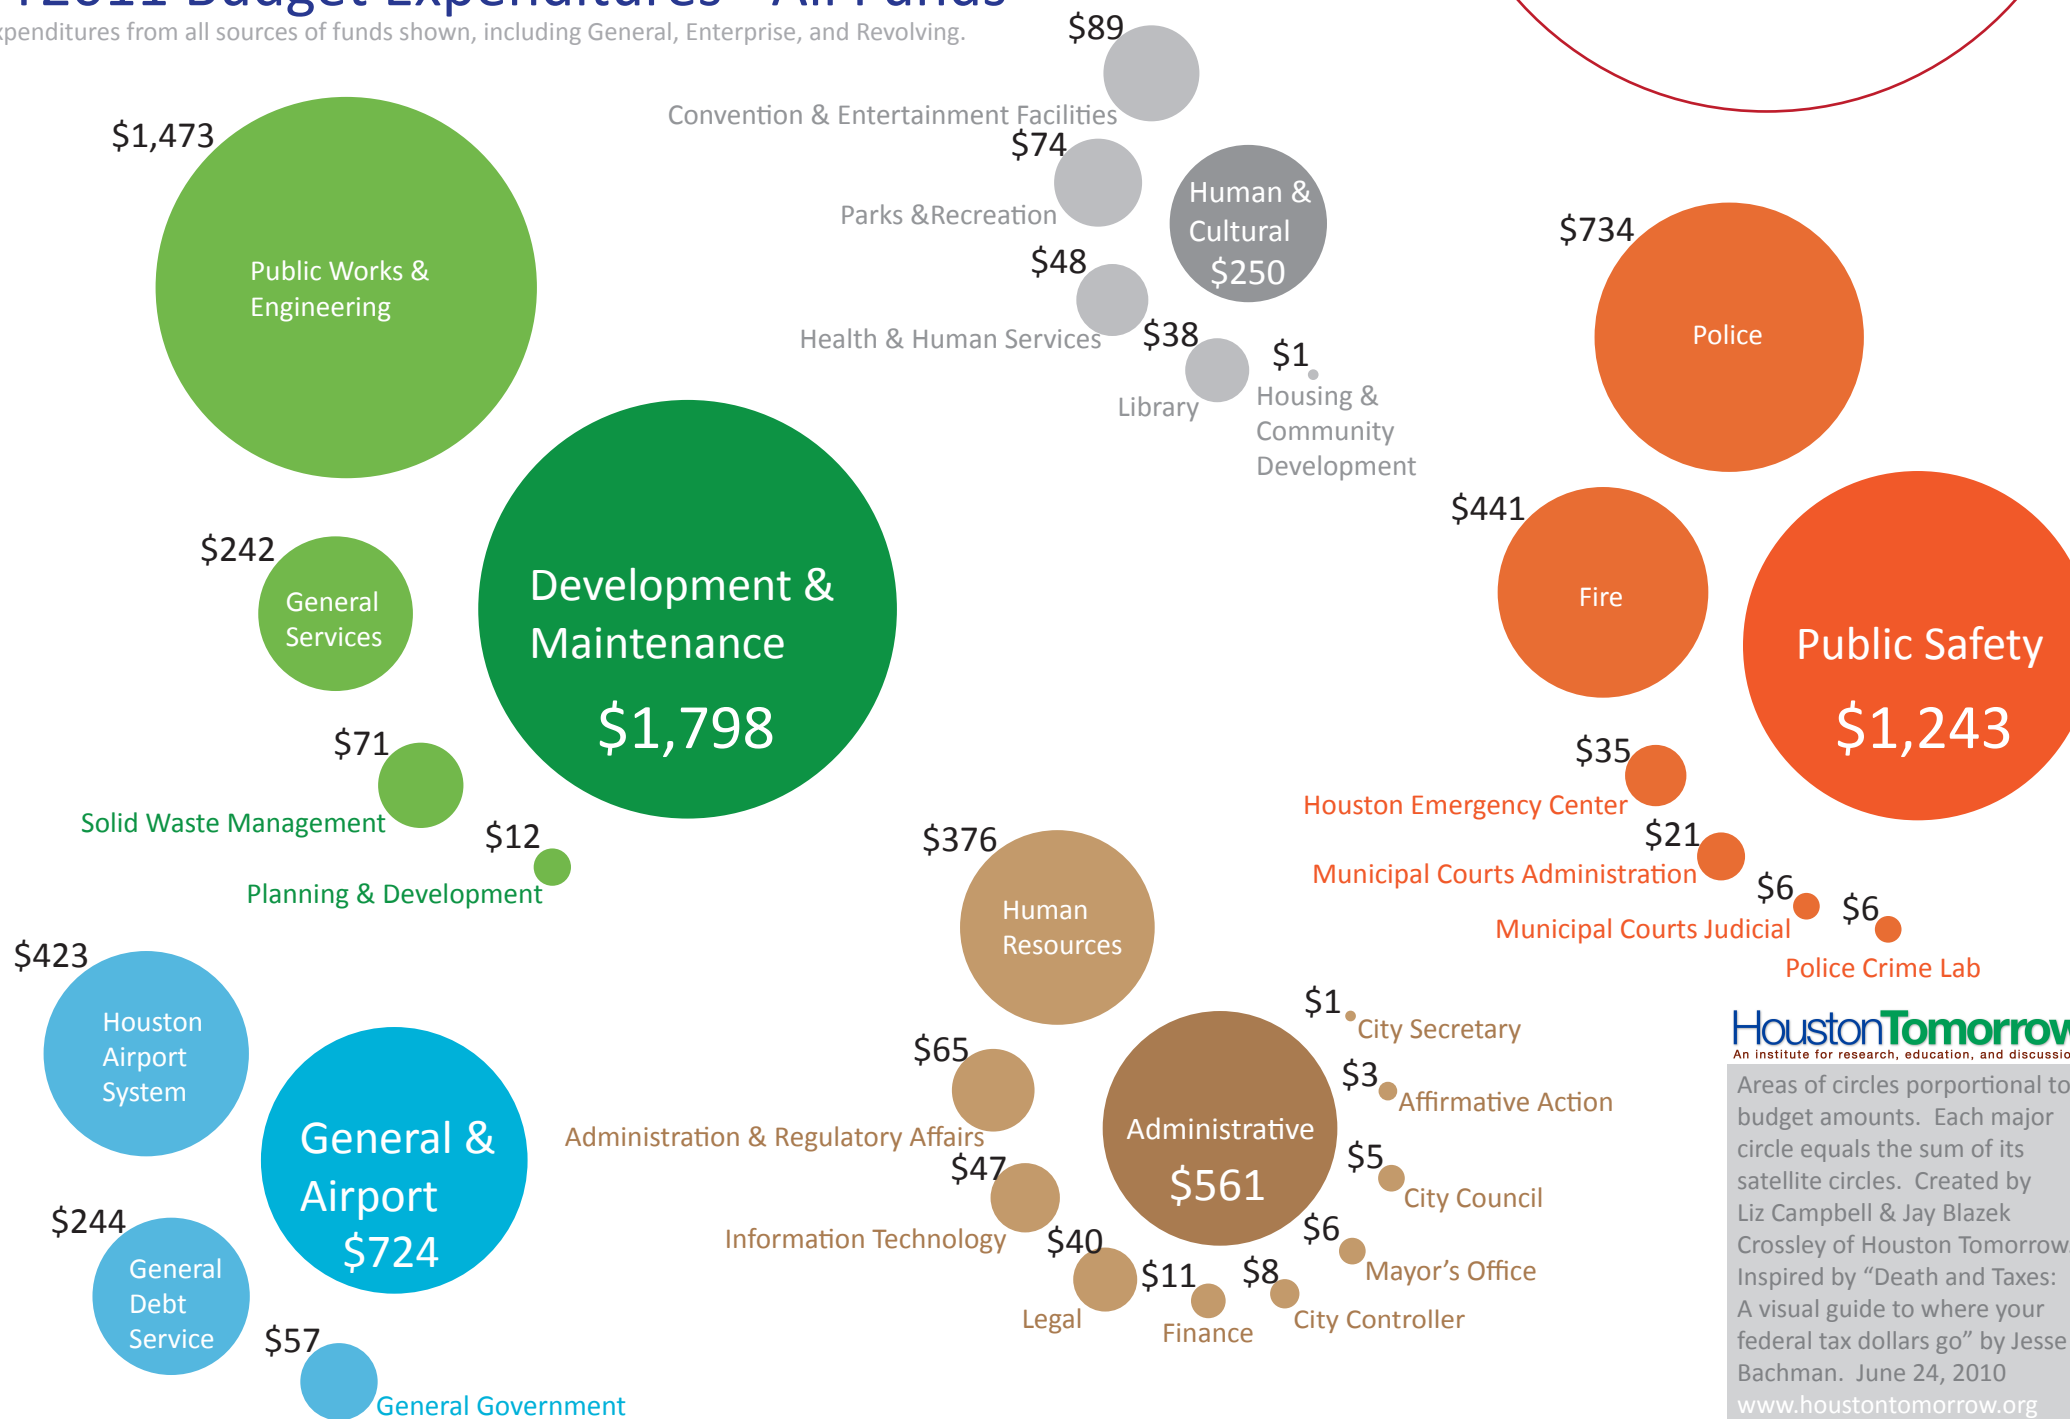 Y2011 Budget Expenditures - All Funds
xpenditures from all sources of funds shown, including General, Enterprise, and Revolving.
$89
Convention & Entertainment Facilities
$74
Parks &Recreation
$48
Health & Human Services
$38
Library
$1
Housing &
Community
Development
Human &
Cultural
$250
$1,473
Public Works &
Engineering
$242
General
Services
$71
Solid Waste Management
$12
Planning & Development
Development &
Maintenance
$1,798
$734
Police
$441
Fire
Public Safety
$1,243
$35
Houston Emergency Center
$21
Municipal Courts Administration
$6
Municipal Courts Judicial
$6
Police Crime Lab
$423
Houston
Airport
System
$244
General
Debt
Service
$57
General Government
General &
Airport
$724
$376
Human
Resources
$65
Administration & Regulatory Affairs
$47
Information Technology
$40
Legal
$11
Finance
$8
City Controller
$6
Mayor’s Office
$5
City Council
$3
Affirmative Action
$1
City Secretary
Administrative
$561
HoustonTomorrow
An institute for research, education, and discussio
Areas of circles porportional to
budget amounts. Each major
circle equals the sum of its
satellite circles. Created by
Liz Campbell & Jay Blazek
Crossley of Houston Tomorrow.
Inspired by “Death and Taxes:
A visual guide to where your
federal tax dollars go” by Jesse
Bachman. June 24, 2010
www.houstontomorrow.org